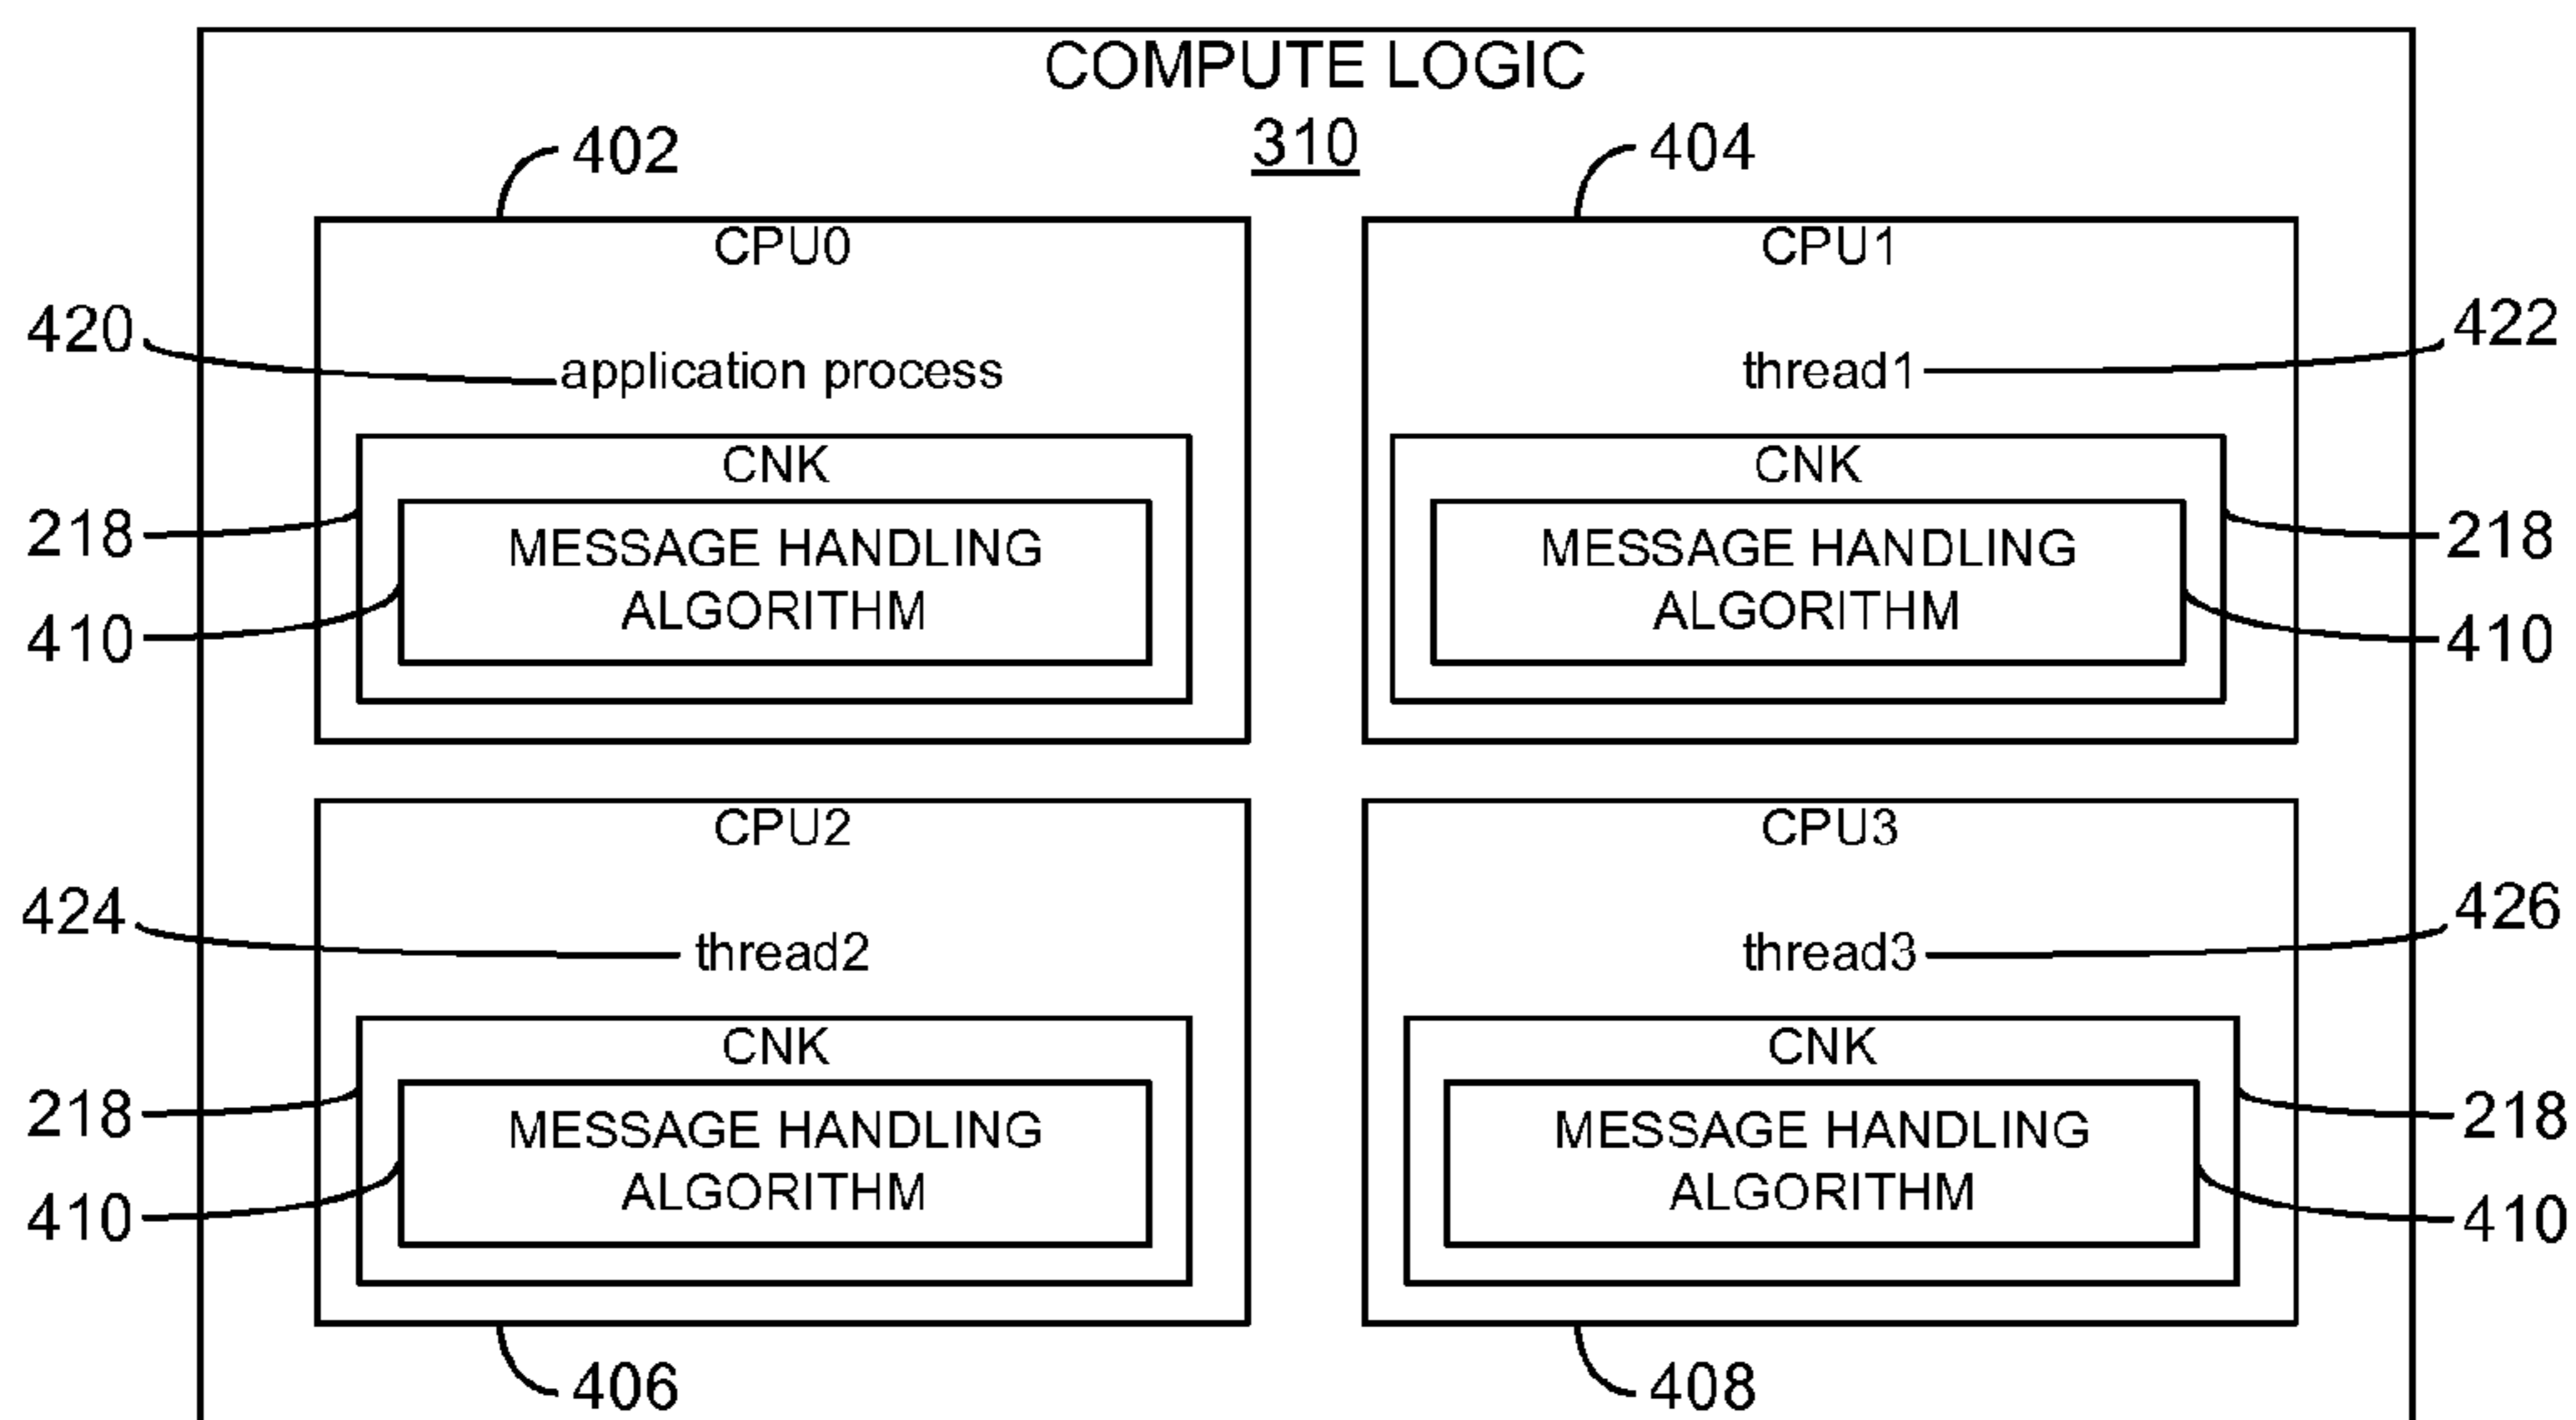 COMPUTE LOGIC
310
402
404
CPU0
CPU1
420
application process
thread1
422
CNK
CNK
218
MESSAGE HANDLING
ALGORITHM
MESSAGE HANDLING
ALGORITHM
218
410
410
CPU2
CPU3
424
thread2
thread3
426
CNK
CNK
218
MESSAGE HANDLING
ALGORITHM
MESSAGE HANDLING
ALGORITHM
218
410
410
406
408